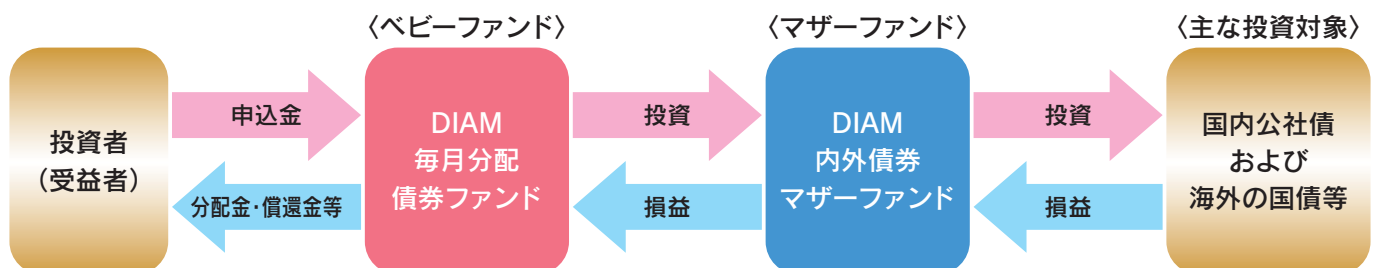 〈ベビーファンド〉
〈マザーファンド〉
〈主な投資対象〉
投資者
（受益者）
申込金
分配金・償還金等
DIAM
毎月分配
債券ファンド
投資
損益
DIAM
内外債券
マザーファンド
投資
損益
国内公社債
および
海外の国債等